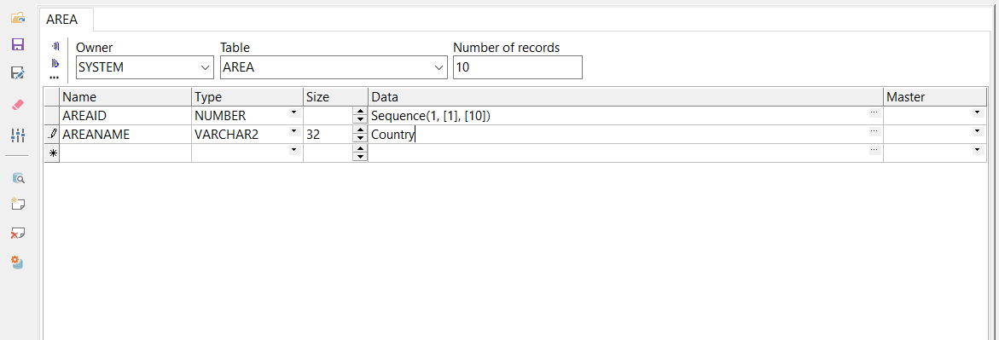 AREA
Owner Table Number of records
SYSTEM AREA 10
Name Type Size Data Master
AREAID NUMBER Sequence(1, [1], [10])
AREANAME VARCHAR2 32 Country